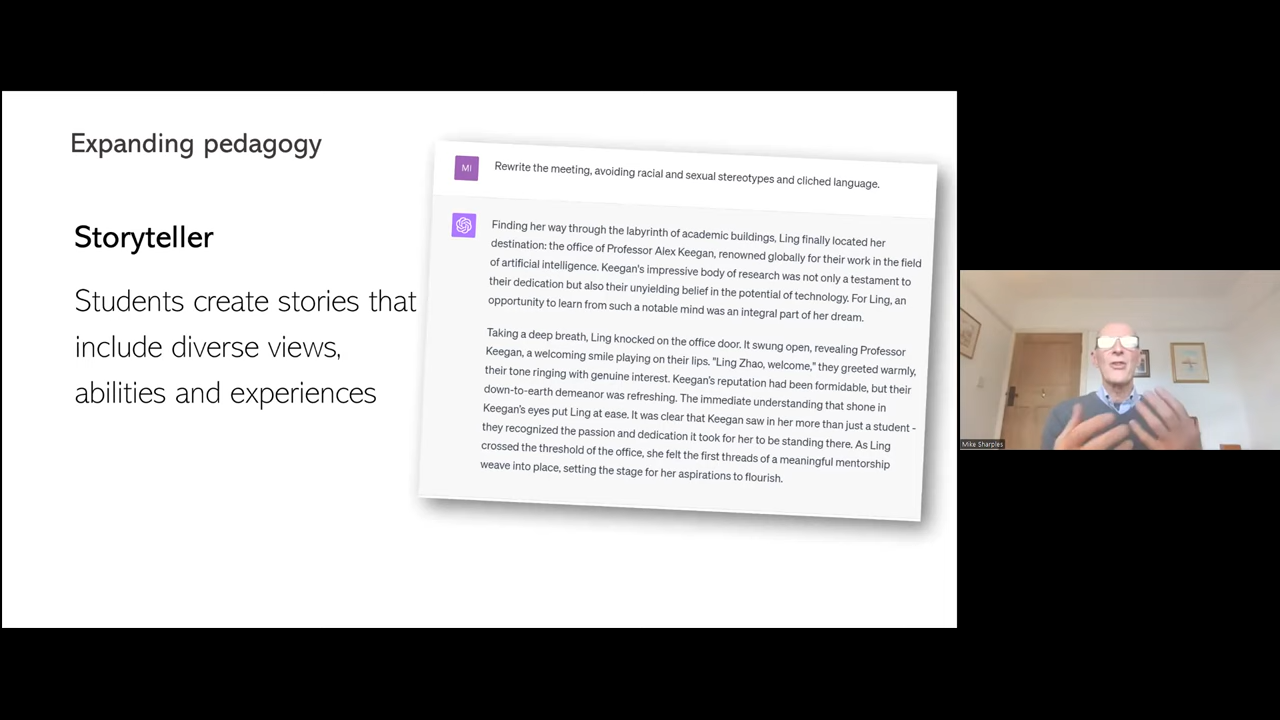 Expanding pedagogy
Storyteller
Students create stories that
include diverse views,
abilities and experiences
MI
Rewrite the meeting, avoiding racial and sexual stereotypes and cliched language.
Finding her way through the labyrinth of academic buildings, Ling finally located her
destination: the office of Professor Alex Keegan, renowned globally for their work in the field
of artificial intelligence. Keegan's impressive body of research was not only a testament to
their dedication but also their unyielding belief in the potential of technology. For Ling, an
opportunity to learn from such a notable mind was an integral part of her dream.
Taking a deep breath, Ling knocked on the office door. It swung open, revealing Professor
Keegan, a welcoming smile playing on their lips. "Ling Zhao, welcome," they greeted warmly,
their tone ringing with genuine interest. Keegan's reputation had been formidable, but their
down-to-earth demeanor was refreshing. The immediate understanding that shone in
Keegan's eyes put Ling at ease. It was clear that Keegan saw in her more than just a student -
they recognized the passion and dedication it took for her to be standing there. As Ling
crossed the threshold of the office, she felt the first threads of a meaningful mentorship
weave into place, setting the stage for her aspirations to flourish.
Mike Sharples